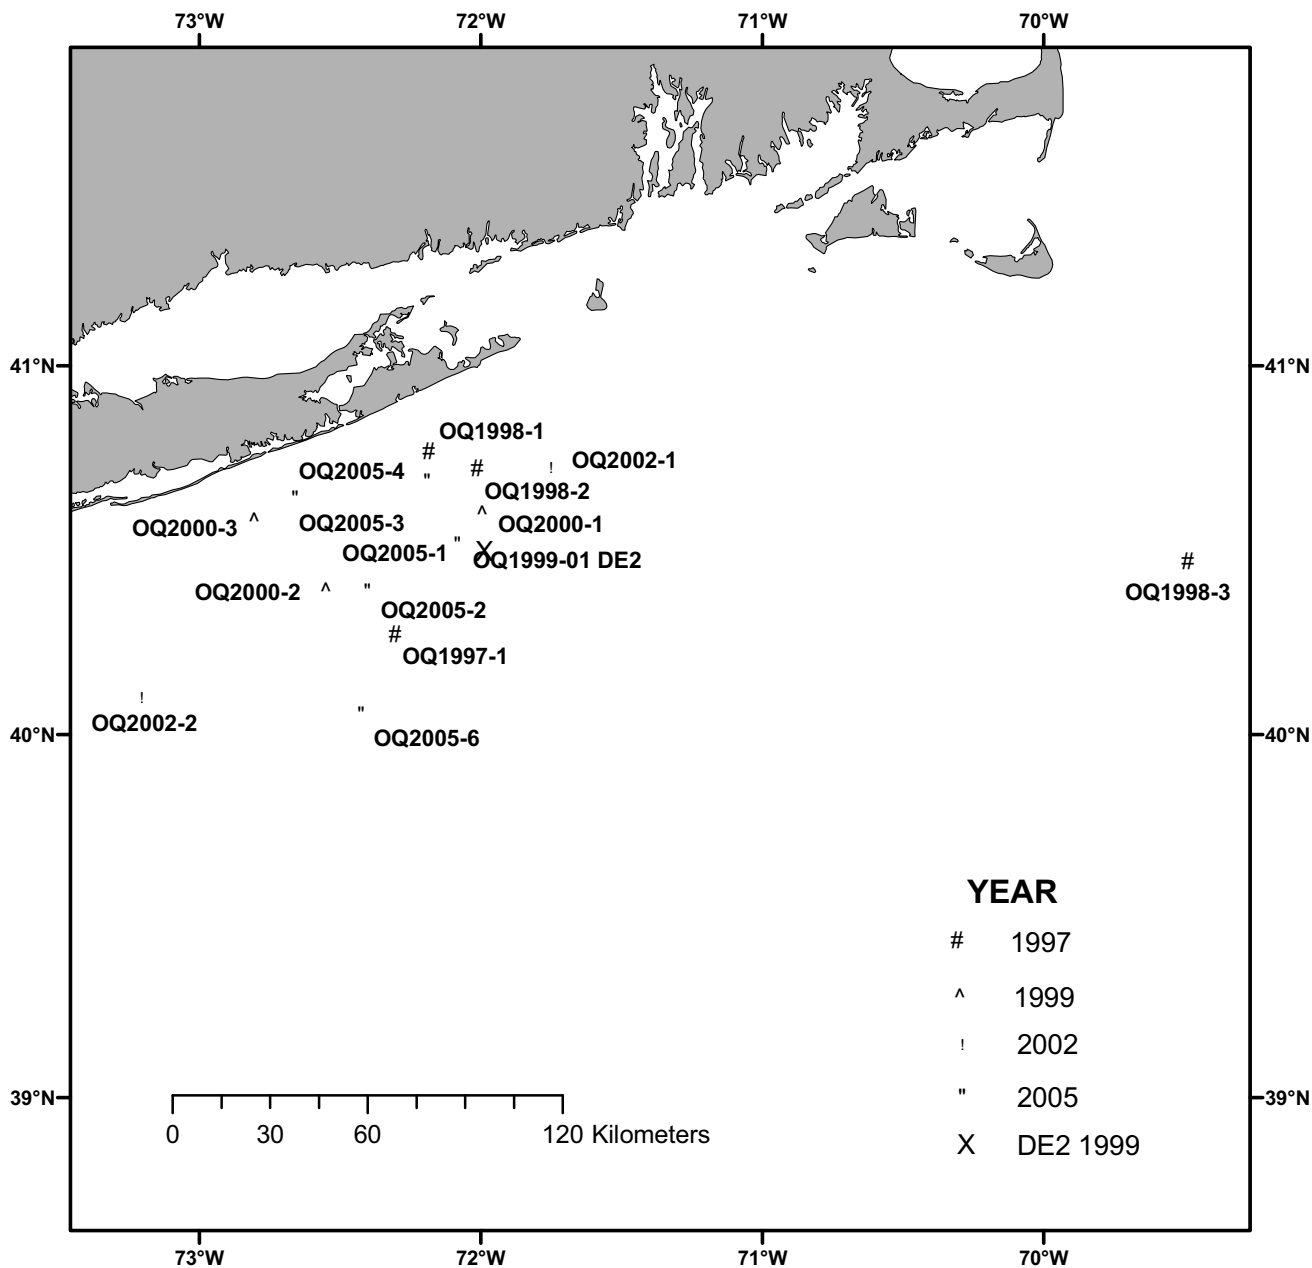 73°W 72°W 71°W 70°W
41°N 41°N
OQ1998-1
#
OQ2002-1
!
#
OQ2005-4
"
OQ1998-2
"
^
OQ2000-3
OQ2005-3
^
OQ2000-1
"
OQ2005-1
X
OQ1999-01 DE2
#
OQ1998-3
OQ2000-2
^
"
OQ2005-2
#
OQ1997-1
!
OQ2002-2
"
OQ2005-6
40°N 40°N
YEAR
# 1997
^ 1999
! 2002
" 2005
X DE2 1999
39°N 39°N
0 30 60 120 Kilometers
73°W 72°W 71°W 70°W